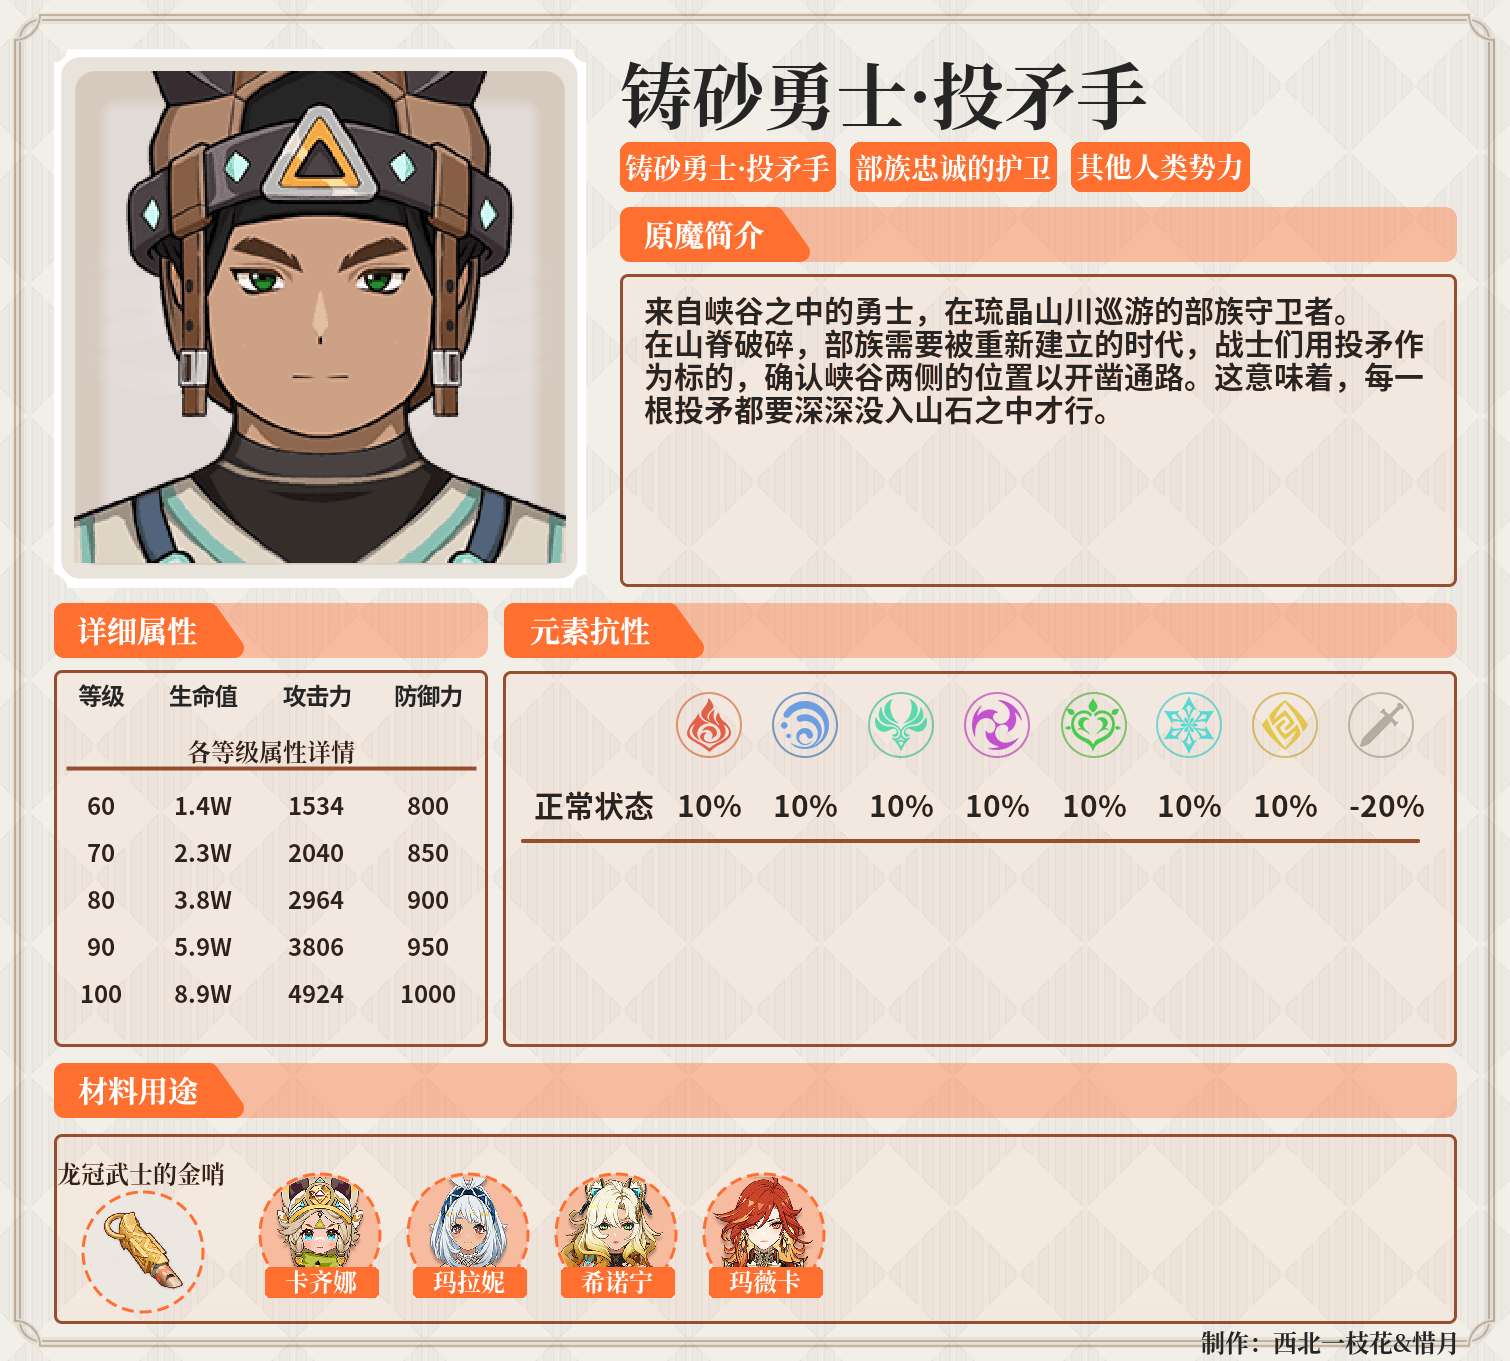 铸砂勇士·投矛手
铸砂勇士·投矛手 部族忠诚的护卫 其他人类势力
原魔简介
来自峡谷之中的勇士，在琉晶山川巡游的部族守卫者。
在山脊破碎，部族需要被重新建立的时代，战士们用投矛作
为标的，确认峡谷两侧的位置以开凿通路。这意味着，每一
根投矛都要深深没入山石之中才行。
详细属性
等级 生命值 攻击力 防御力
各等级属性详情
60 1.4W 1534 800
70 2.3W 2040 850
80 3.8W 2964 900
90 5.9W 3806 950
100 8.9W 4924 1000
元素抗性
正常状态 10% 10% 10% 10% 10% 10% 10% -20%
材料用途
龙冠武士的金哨
卡齐娜 玛拉妮 希诺宁 玛薇卡
制作：西北一枝花&惜月